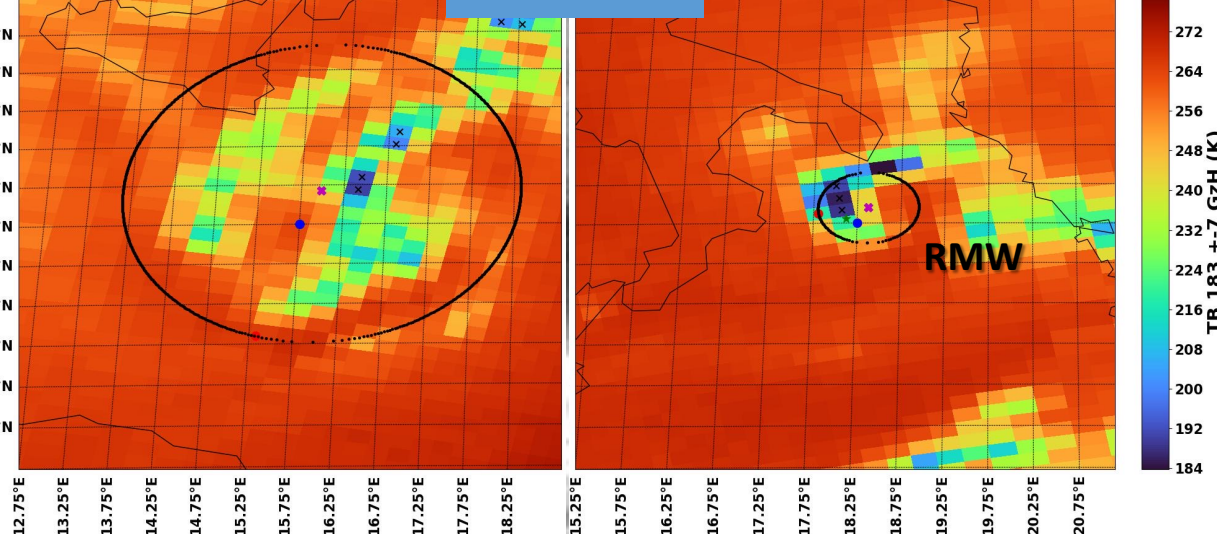 °N
°N
°N
°N
°N
°N
°N
°N
°N
°N
°N
RMW
272
264
256
248
240
232
224
216
208
200
192
184
TB 183 +-7 GzH (K)
12.75°E
13.25°E
13.75°E
14.25°E
14.75°E
15.25°E
15.75°E
16.25°E
16.75°E
17.25°E
17.75°E
18.25°E
15.25°E
15.75°E
16.25°E
16.75°E
17.25°E
17.75°E
18.25°E
18.75°E
19.25°E
19.75°E
20.25°E
20.75°E